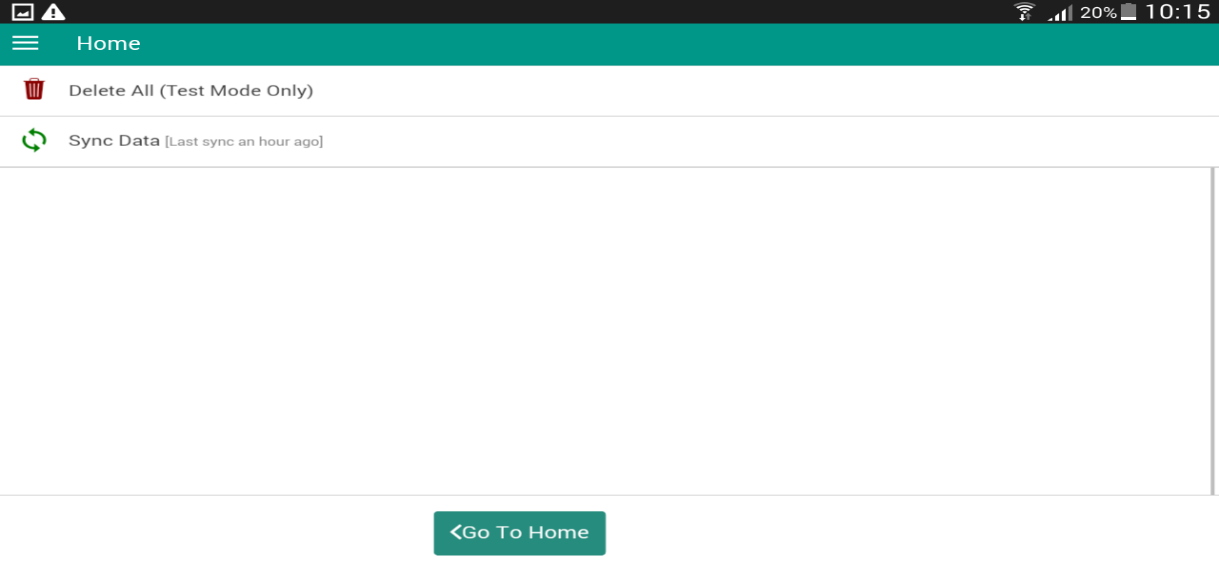 20% 10:15
Home
Delete All (Test Mode Only)
Sync Data [Last sync an hour ago]
Go To Home